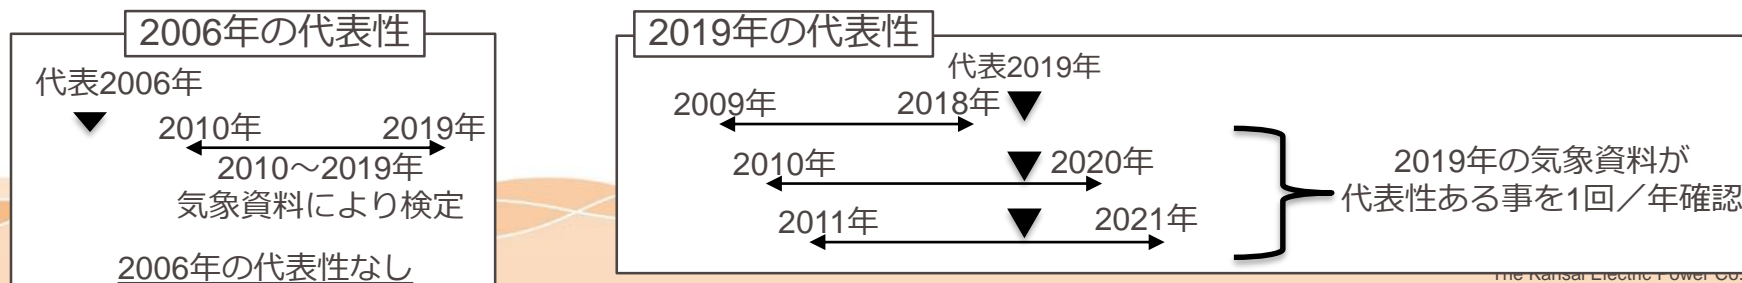 2006年の代表性
代表2006年
2010年 2019年
2010～2019年
気象資料により検定
2006年の代表性なし
2019年の代表性
代表2019年
2009年 2018年
2010年 2020年
2011年 2021年
2019年の気象資料が
代表性ある事を1回／年確認
The Kansai Electric Power Co.